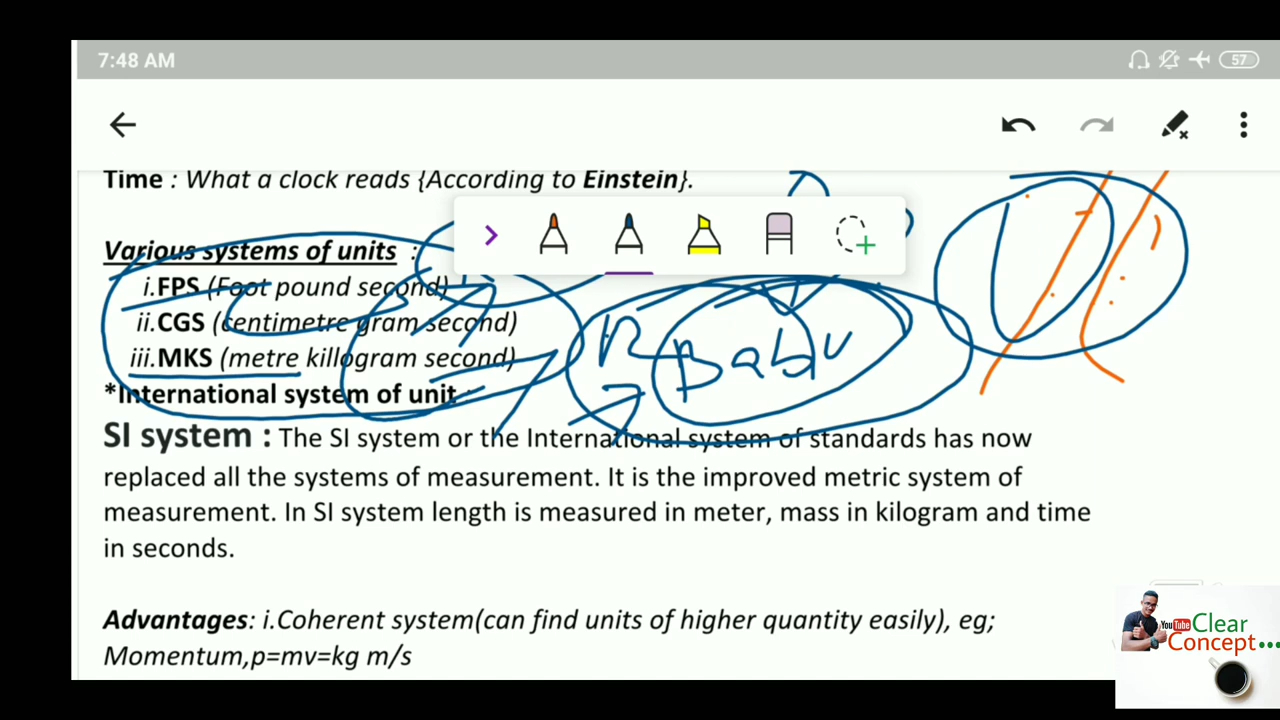 7:48 AM
57
Time : What a clock reads {According to Einstein}.
Various systems of units :
i.FPS (Foot pound second)
ii.CGS (centimetre gram second)
iii.MKS (metre killogram second)
*International system of unit :
Babu
SI system : The SI system or the International system of standards has now
replaced all the systems of measurement. It is the improved metric system of
measurement. In SI system length is measured in meter, mass in kilogram and time
in seconds.
Advantages: i.Coherent system(can find units of higher quantity easily), eg;
Momentum,p=mv=kg m/s
YouTube Clear
Concept...